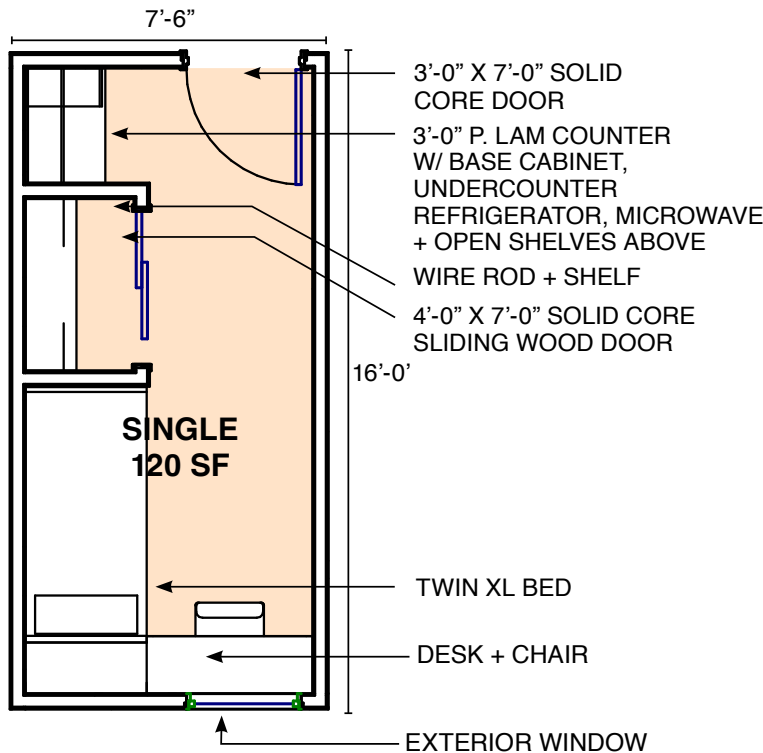 7’-6”
3’-0” X 7’-0” SOLID
CORE DOOR
3’-0” P. LAM COUNTER
W/ BASE CABINET,
UNDERCOUNTER
REFRIGERATOR, MICROWAVE
+ OPEN SHELVES ABOVE
WIRE ROD + SHELF
4’-0” X 7’-0” SOLID CORE
SLIDING WOOD DOOR
16’-0’
SINGLE
120 SF
TWIN XL BED
DESK + CHAIR
EXTERIOR WINDOW